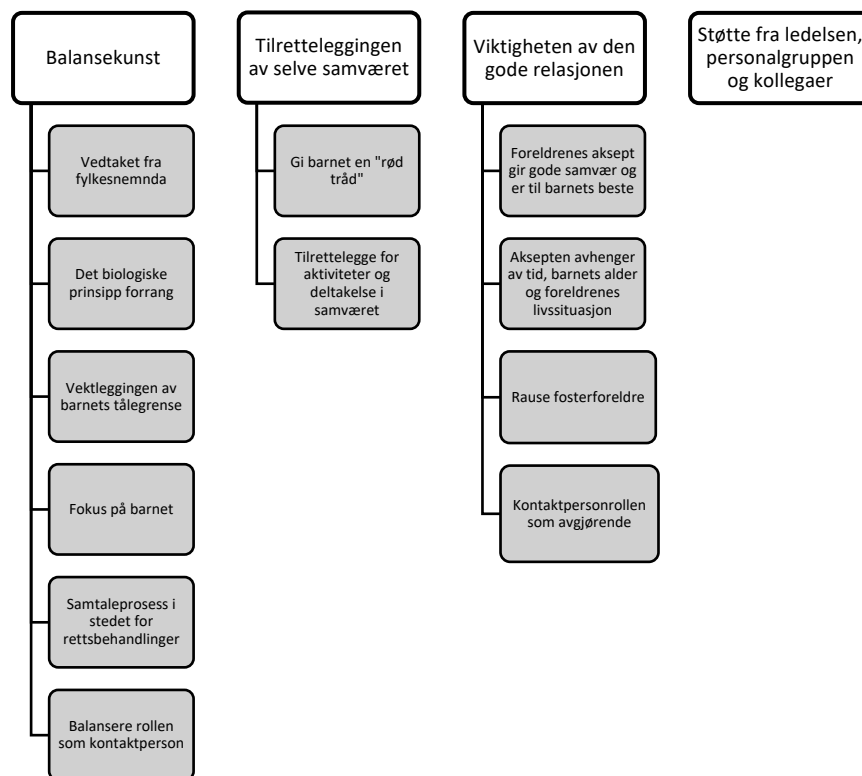 Balansekunst
Vedtaket fra
fylkesnemnda
Det biologiske
prinsipp forrang
Vektleggingen av
barnets tålegrense
Fokus på barnet
Samtaleprosess i
stedet for
rettsbehandlinger
Balansere rollen
som kontaktperson
Tilretteleggingen
av selve samværet
Gi barnet en "rød
tråd"
Tilrettelegge for
aktiviteter og
deltakelse i
samværet
Viktigheten av den
gode relasjonen
Foreldrenes aksept
gir gode samvær og
er til barnets beste
Aksepten avhenger
av tid, barnets alder
og foreldrenes
livssituasjon
Rause fosterforeldre
Kontaktpersonrollen
som avgjørende
Støtte fra ledelsen,
personalgruppen
og kollegaer